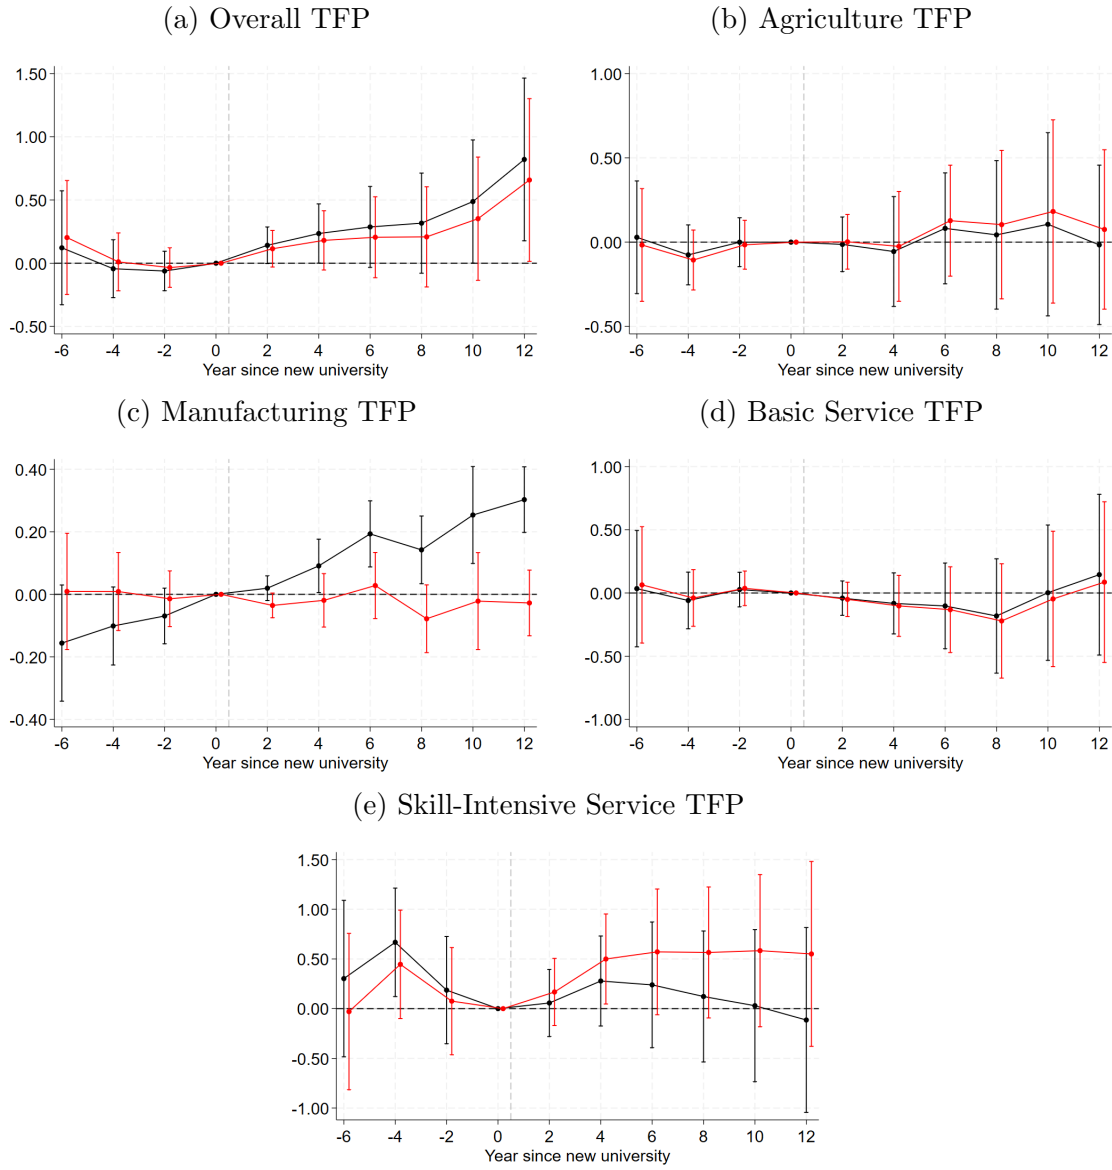 (a) Overall TFP
1.50
1.00
0.50
0.00
-0.50
-6 -4 -2 0 2 4 6 8 10 12
Year since new university
(b) Agriculture TFP
1.00
0.50
0.00
-0.50
-6 -4 -2 0 2 4 6 8 10 12
Year since new university
(c) Manufacturing TFP
0.40
0.20
0.00
-0.20
-0.40
-6 -4 -2 0 2 4 6 8 10 12
Year since new university
(d) Basic Service TFP
1.00
0.50
0.00
-0.50
-1.00
-6 -4 -2 0 2 4 6 8 10 12
Year since new university
(e) Skill-Intensive Service TFP
1.50
1.00
0.50
0.00
-0.50
-1.00
-6 -4 -2 0 2 4 6 8 10 12
Year since new university